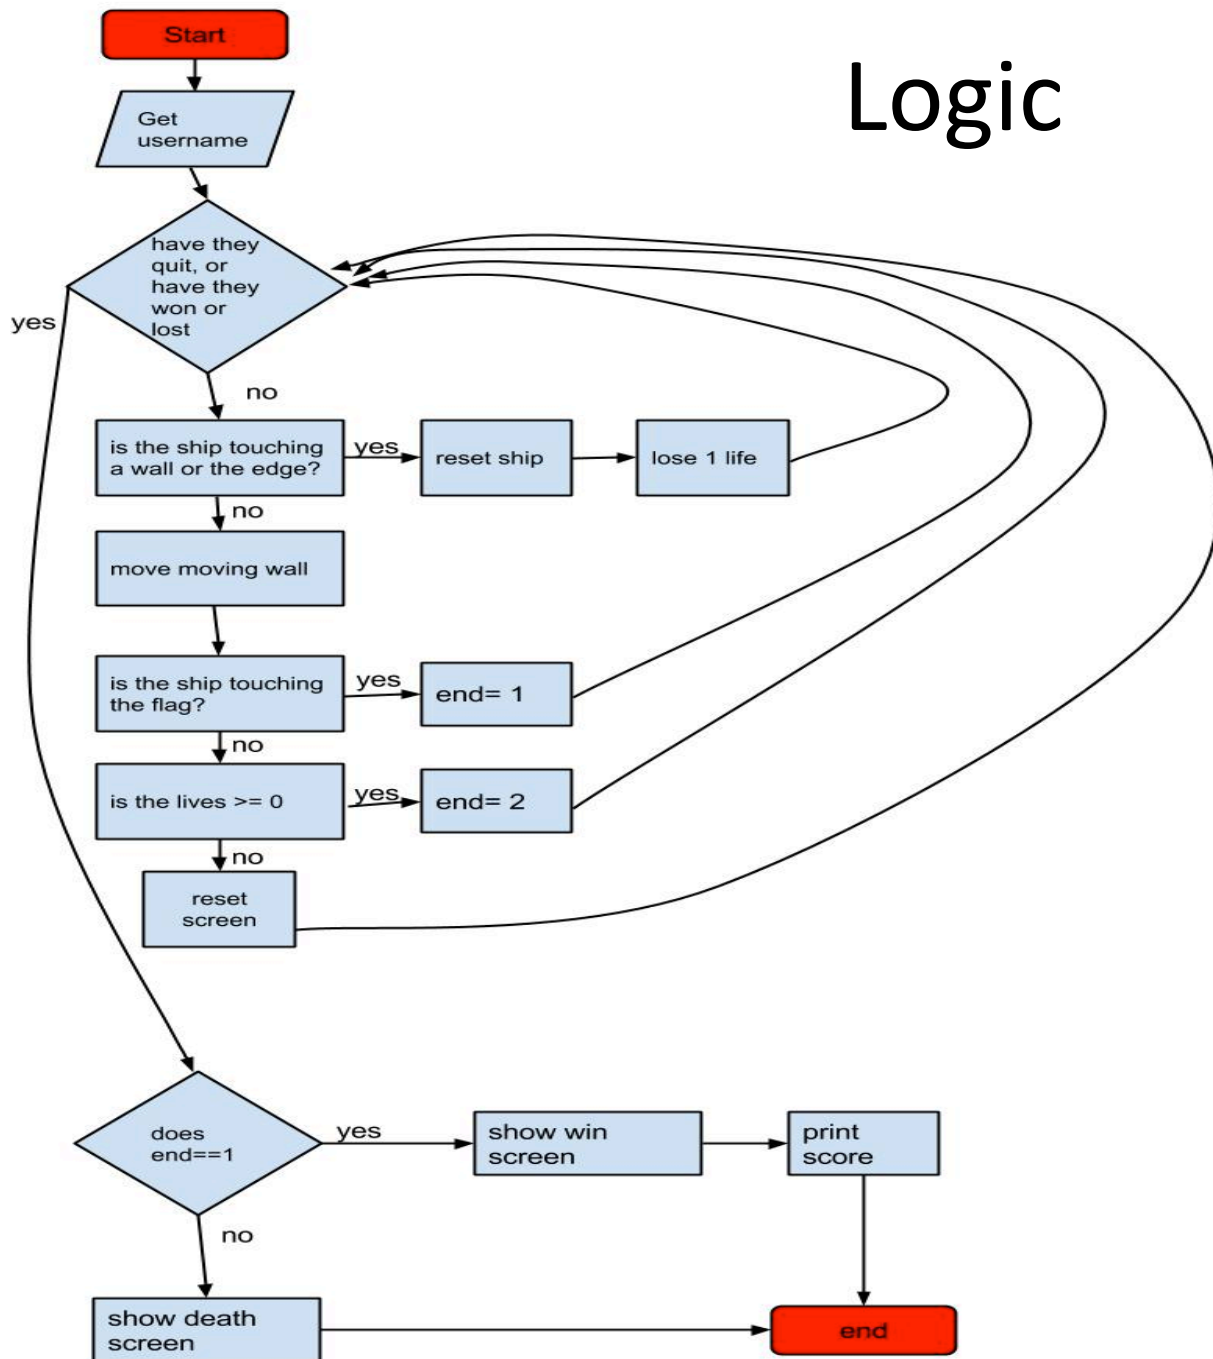 Start
Logic
Get
username
have they
quit, or
have they
won or
lost
yes
no
is the ship touching
a wall or the edge?
yes
reset ship
lose 1 life
no
move moving wall
is the ship touching
the flag?
yes
end= 1
no
is the lives >= 0
yes
end= 2
no
reset
screen
does
end==1
yes
show win
screen
print
score
no
show death
screen
end